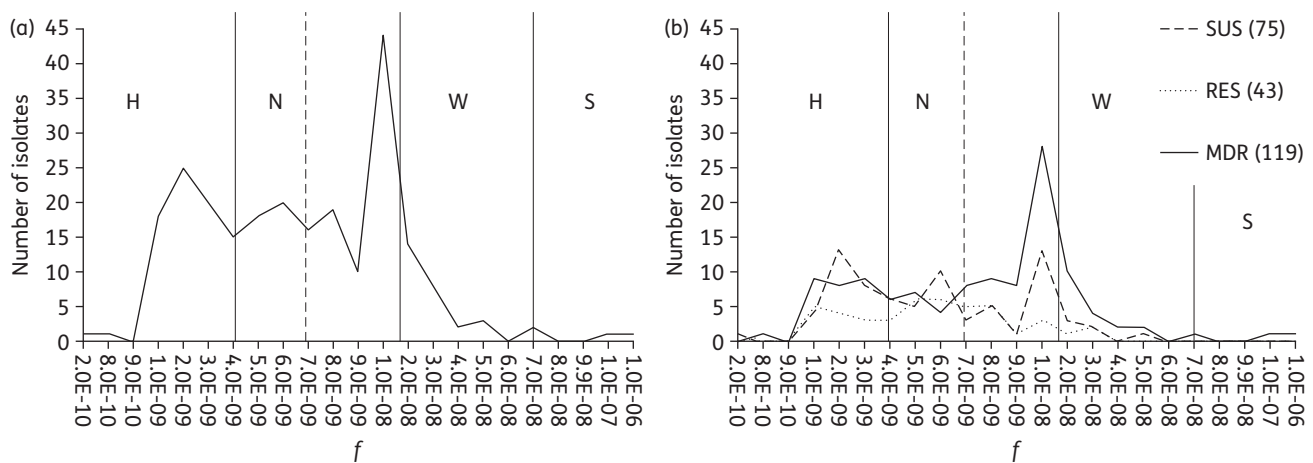 (a)
Number of isolates
45
40
35
30
25
20
15
10
5
0
H
N
W
S
2.0E-10
8.0E-10
9.0E-10
1.0E-09
2.0E-09
3.0E-09
4.0E-09
5.0E-09
6.0E-09
7.0E-09
8.0E-09
9.9E-09
1.0E-08
2.0E-08
3.0E-08
4.0E-08
5.0E-08
6.0E-08
7.0E-08
8.0E-08
9.9E-08
1.0E-07
1.0E-06
f
(b)
Number of isolates
45
40
35
30
25
20
15
10
5
0
H
N
W
S
SUS (75)
RES (43)
MDR (119)
2.0E-10
8.0E-10
9.0E-10
1.0E-09
2.0E-09
3.0E-09
4.0E-09
5.0E-09
6.0E-09
7.0E-09
8.0E-09
9.9E-09
1.0E-08
2.0E-08
3.0E-08
4.0E-08
5.0E-08
6.0E-08
7.0E-08
8.0E-08
9.9E-08
1.0E-07
1.0E-06
f